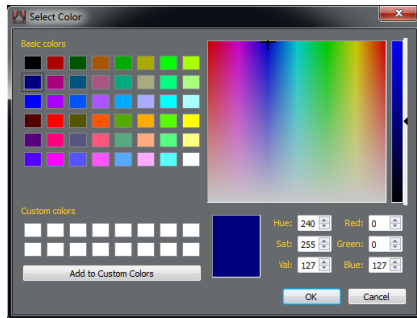 Select Color
Basic colors
Custom colors
Add to Custom Colors
Hue: 240 Red: 0
Sat: 255 Green: 0
Val: 127 Blue: 127
OK Cancel